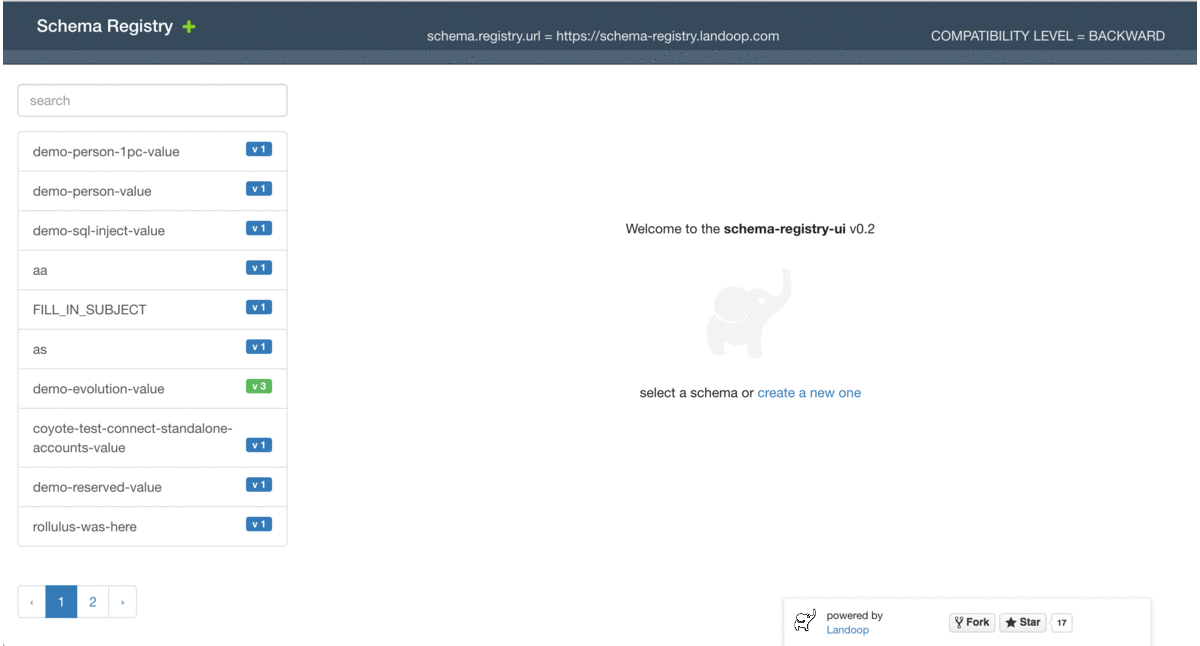 Schema Registry +
schema.registry.url = https://schema-registry.landoop.com
COMPATIBILITY LEVEL = BACKWARD
search
demo-person-1pc-value v 1
demo-person-value v 1
demo-sql-inject-value v 1
aa v 1
FILL_IN_SUBJECT v 1
as v 1
demo-evolution-value v 3
coyote-test-connect-standalone-
accounts-value v 1
demo-reserved-value v 1
rollulus-was-here v 1
‹ 1 2 ›
Welcome to the schema-registry-ui v0.2
select a schema or create a new one
powered by
Landoop
Fork Star 17